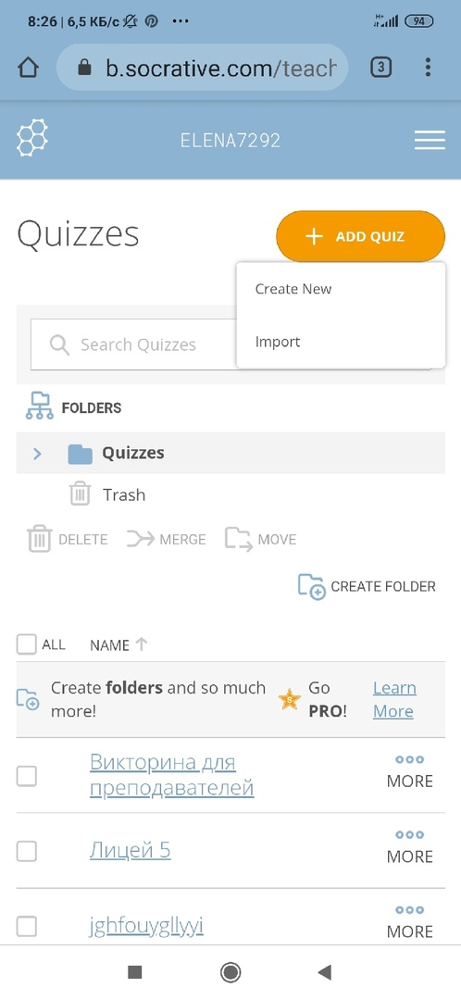 8:26 | 6,5 КБ/с ... H+ 94
b.socrative.com/teach 3
ELENA7292
Quizzes
+ ADD QUIZ
Create New
Search Quizzes
Import
FOLDERS
Quizzes
Trash
DELETE MERGE MOVE
CREATE FOLDER
ALL NAME
Create folders and so much more! Go PRO! Learn More
Викторина для
преподавателей
MORE
Лицей 5
MORE
jghfouygllyyi
MORE